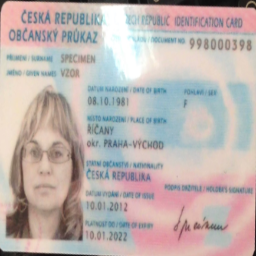 ČESKÁ REPUBLIKA / CZECH REPUBLIC IDENTIFICATION CARD
OBČANSKÝ PRŮKAZ DOCUMENT NO. 998000398
PŘÍJMENÍ / SURNAME SPECIMEN
JMÉNO / GIVEN NAMES VZOR
DATUM NAROZENÍ / DATE OF BIRTH POHLAVÍ / SEX
08.10.1981 F
MÍSTO NAROZENÍ / PLACE OF BIRTH
ŘÍČANY
okr. PRAHA-VÝCHOD
STÁTNÍ OBČANSTVÍ / NATIONALITY
ČESKÁ REPUBLIKA PODPIS DRŽITELE / HOLDER'S SIGNATURE
DATUM VYDÁNÍ / DATE OF ISSUE
10.01.2012
PLATNOST DO / DATE OF EXPIRY Specimen
10.01.2022